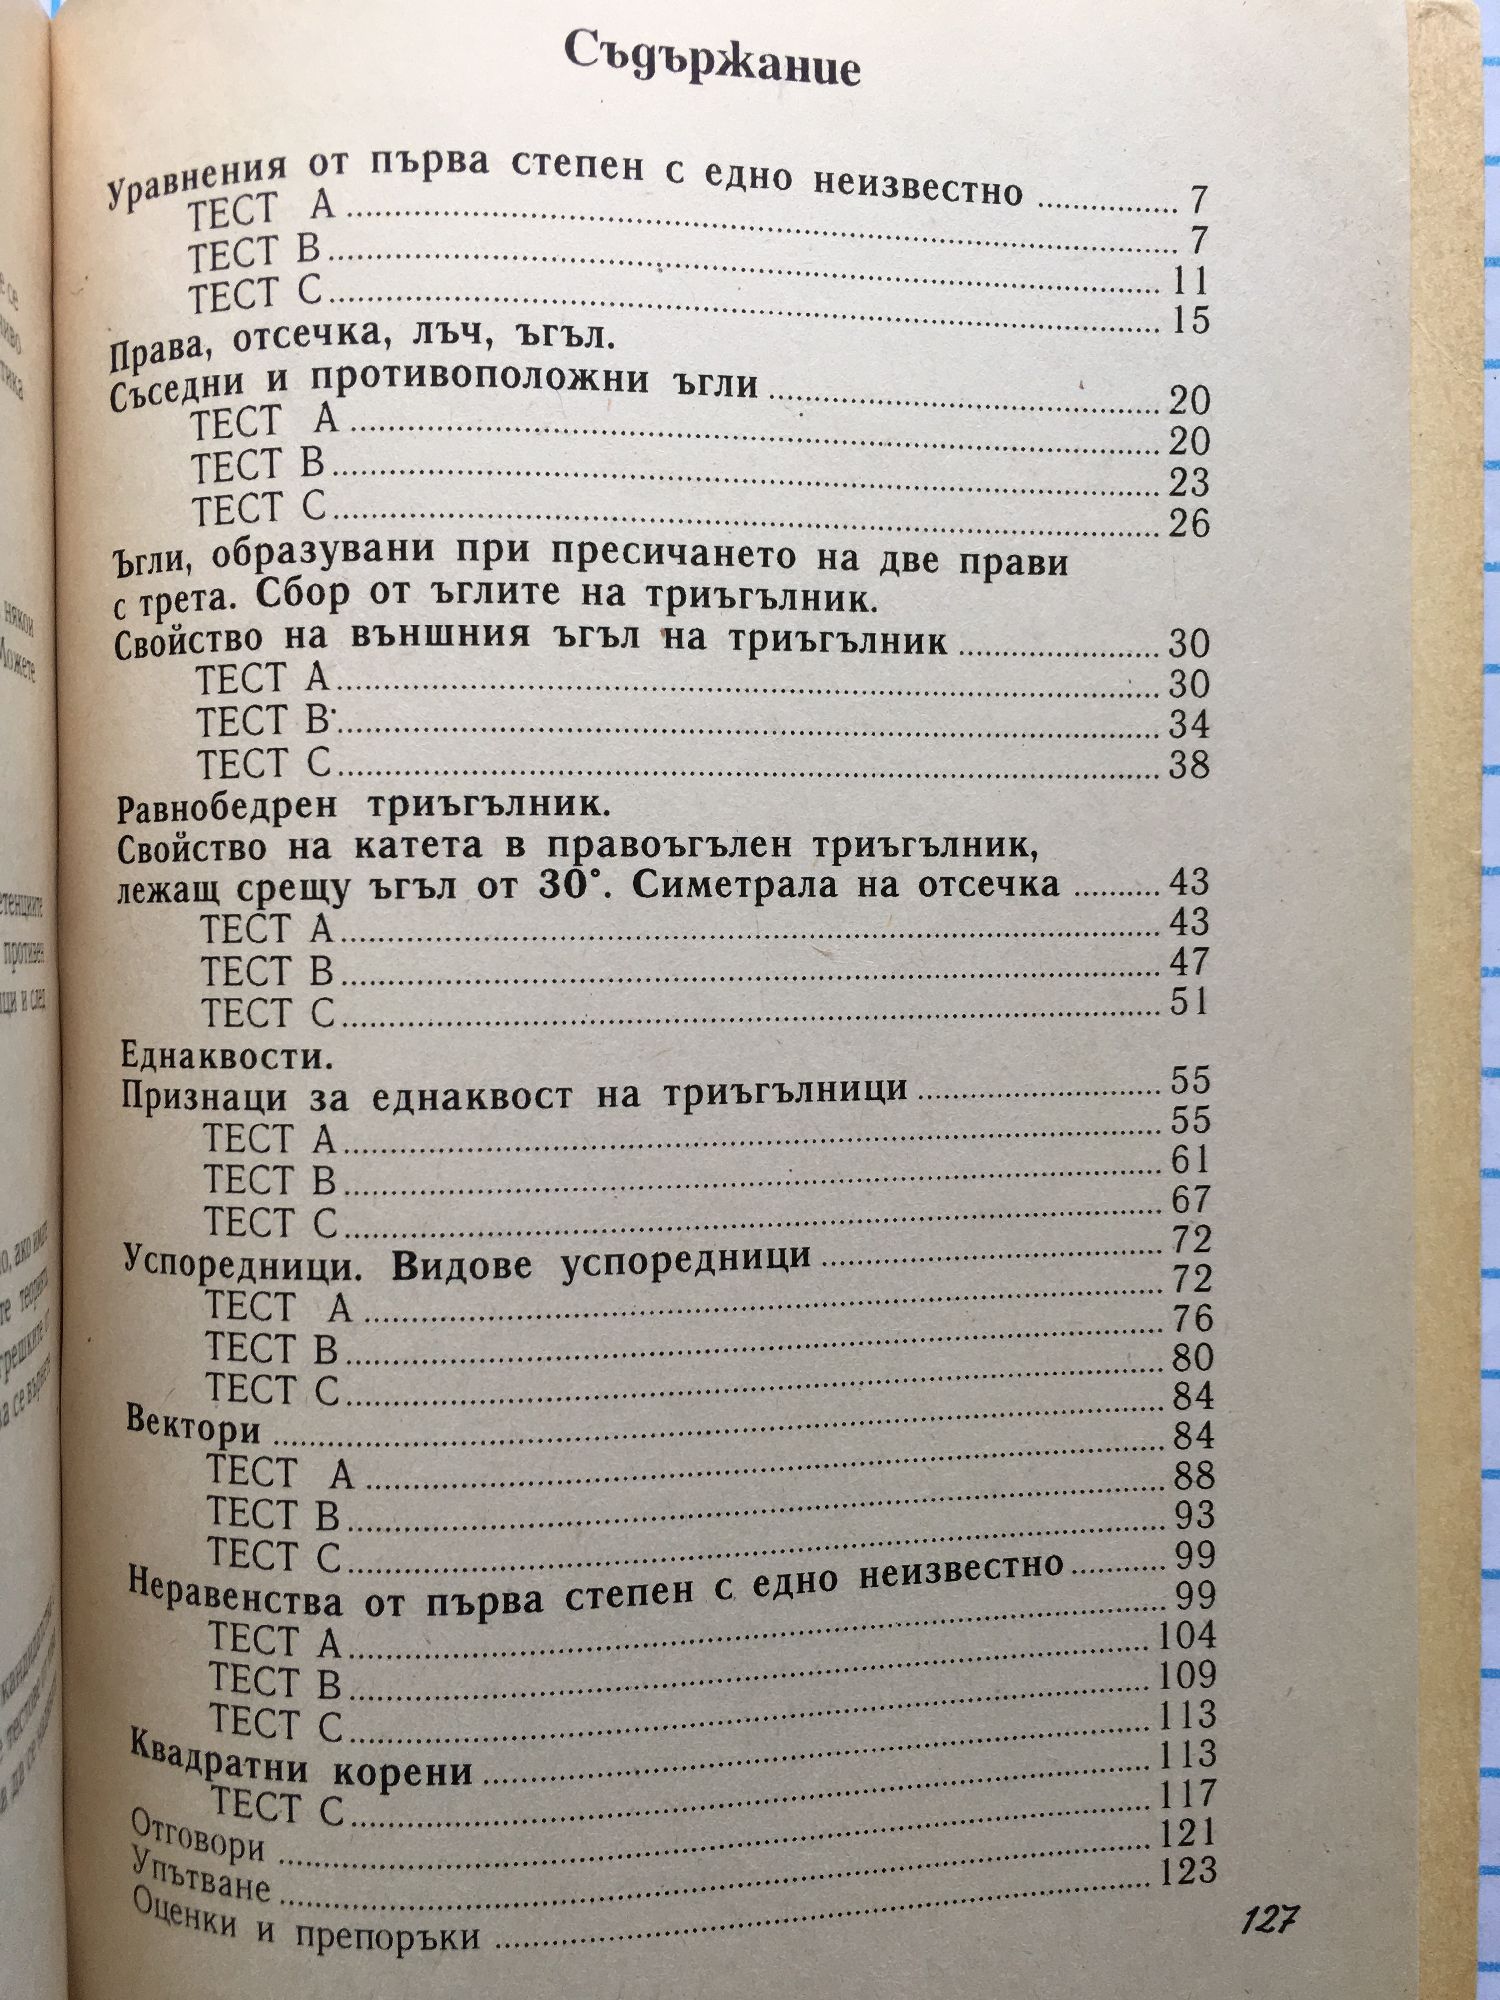 Съдържание
Уравнения от първа степен с едно неизвестно ................ 7
ТЕСТ А ................ 7
ТЕСТ В ................ 11
ТЕСТ С ................ 15
Права, отсечка, лъч, ъгъл.
Съседни и противоположни ъгли ................ 20
ТЕСТ А ................ 20
ТЕСТ В ................ 23
ТЕСТ С ................ 26
Ъгли, образувани при пресичането на две прави
с трета. Сбор от ъглите на триъгълник.
Свойство на външния ъгъл на триъгълник ................ 30
ТЕСТ А ................ 30
ТЕСТ В ................ 34
ТЕСТ С ................ 38
Равнобедрен триъгълник.
Свойство на катета в правоъгълен триъгълник,
лежащ срещу ъгъл от 30°. Симетрала на отсечка .......... 43
ТЕСТ А ................ 43
ТЕСТ В ................ 47
ТЕСТ С ................ 51
Еднаквости.
Признаци за еднаквост на триъгълници ................ 55
ТЕСТ А ................ 55
ТЕСТ В ................ 61
ТЕСТ С ................ 67
Успоредници. Видове успоредници ................ 72
ТЕСТ А ................ 72
ТЕСТ В ................ 76
ТЕСТ С ................ 80
Вектори ................ 84
ТЕСТ А ................ 84
ТЕСТ В ................ 88
ТЕСТ С ................ 93
Неравенства от първа степен с едно неизвестно .......... 99
ТЕСТ А ................ 99
ТЕСТ В ................ 104
ТЕСТ С ................ 109
Квадратни корени ................ 113
ТЕСТ С ................ 113
Отговори ................ 117
Упътване ................ 121
Оценки и препоръки ................ 123
127